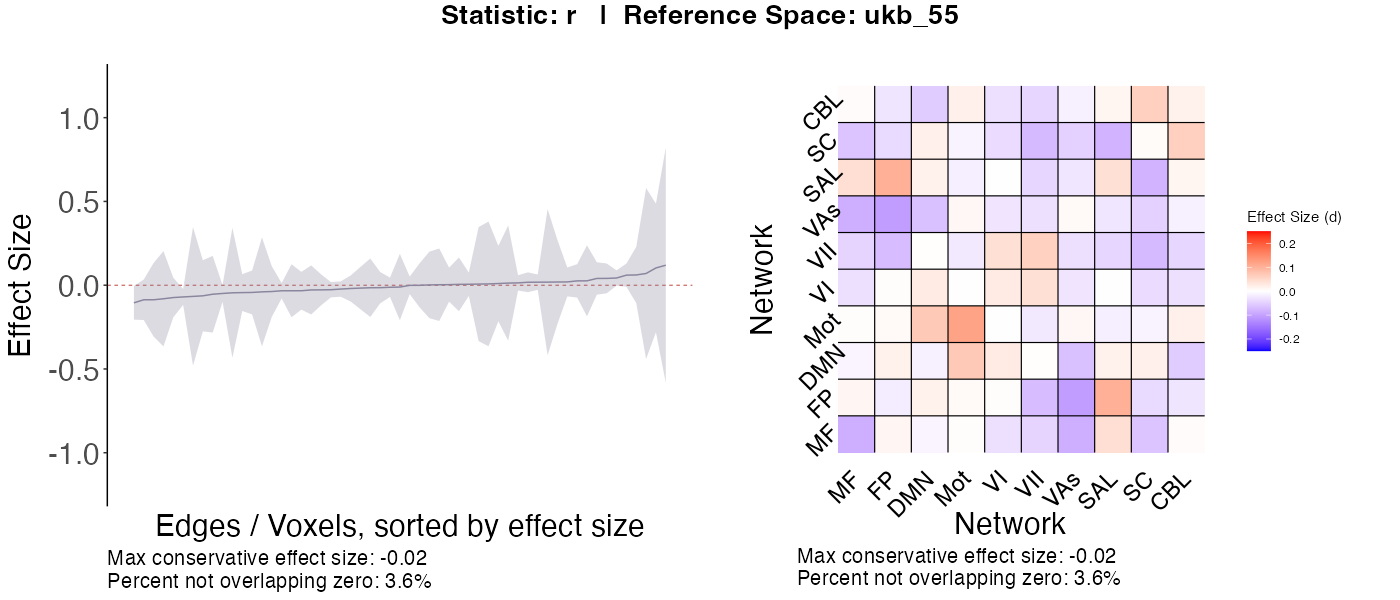 Statistic: r | Reference Space: ukb_55
Effect Size
1.0
0.5
0.0
-0.5
-1.0
Edges / Voxels, sorted by effect size
Max conservative effect size: -0.02
Percent not overlapping zero: 3.6%
Network
CBL
SC
SAL
VAs
VII
VI
Mot
DMN
FP
MF
MF
FP
DMN
Mot
VI
VII
VAs
SAL
SC
CBL
Network
Max conservative effect size: -0.02
Percent not overlapping zero: 3.6%
Effect Size (d)
0.2
0.1
0.0
-0.1
-0.2